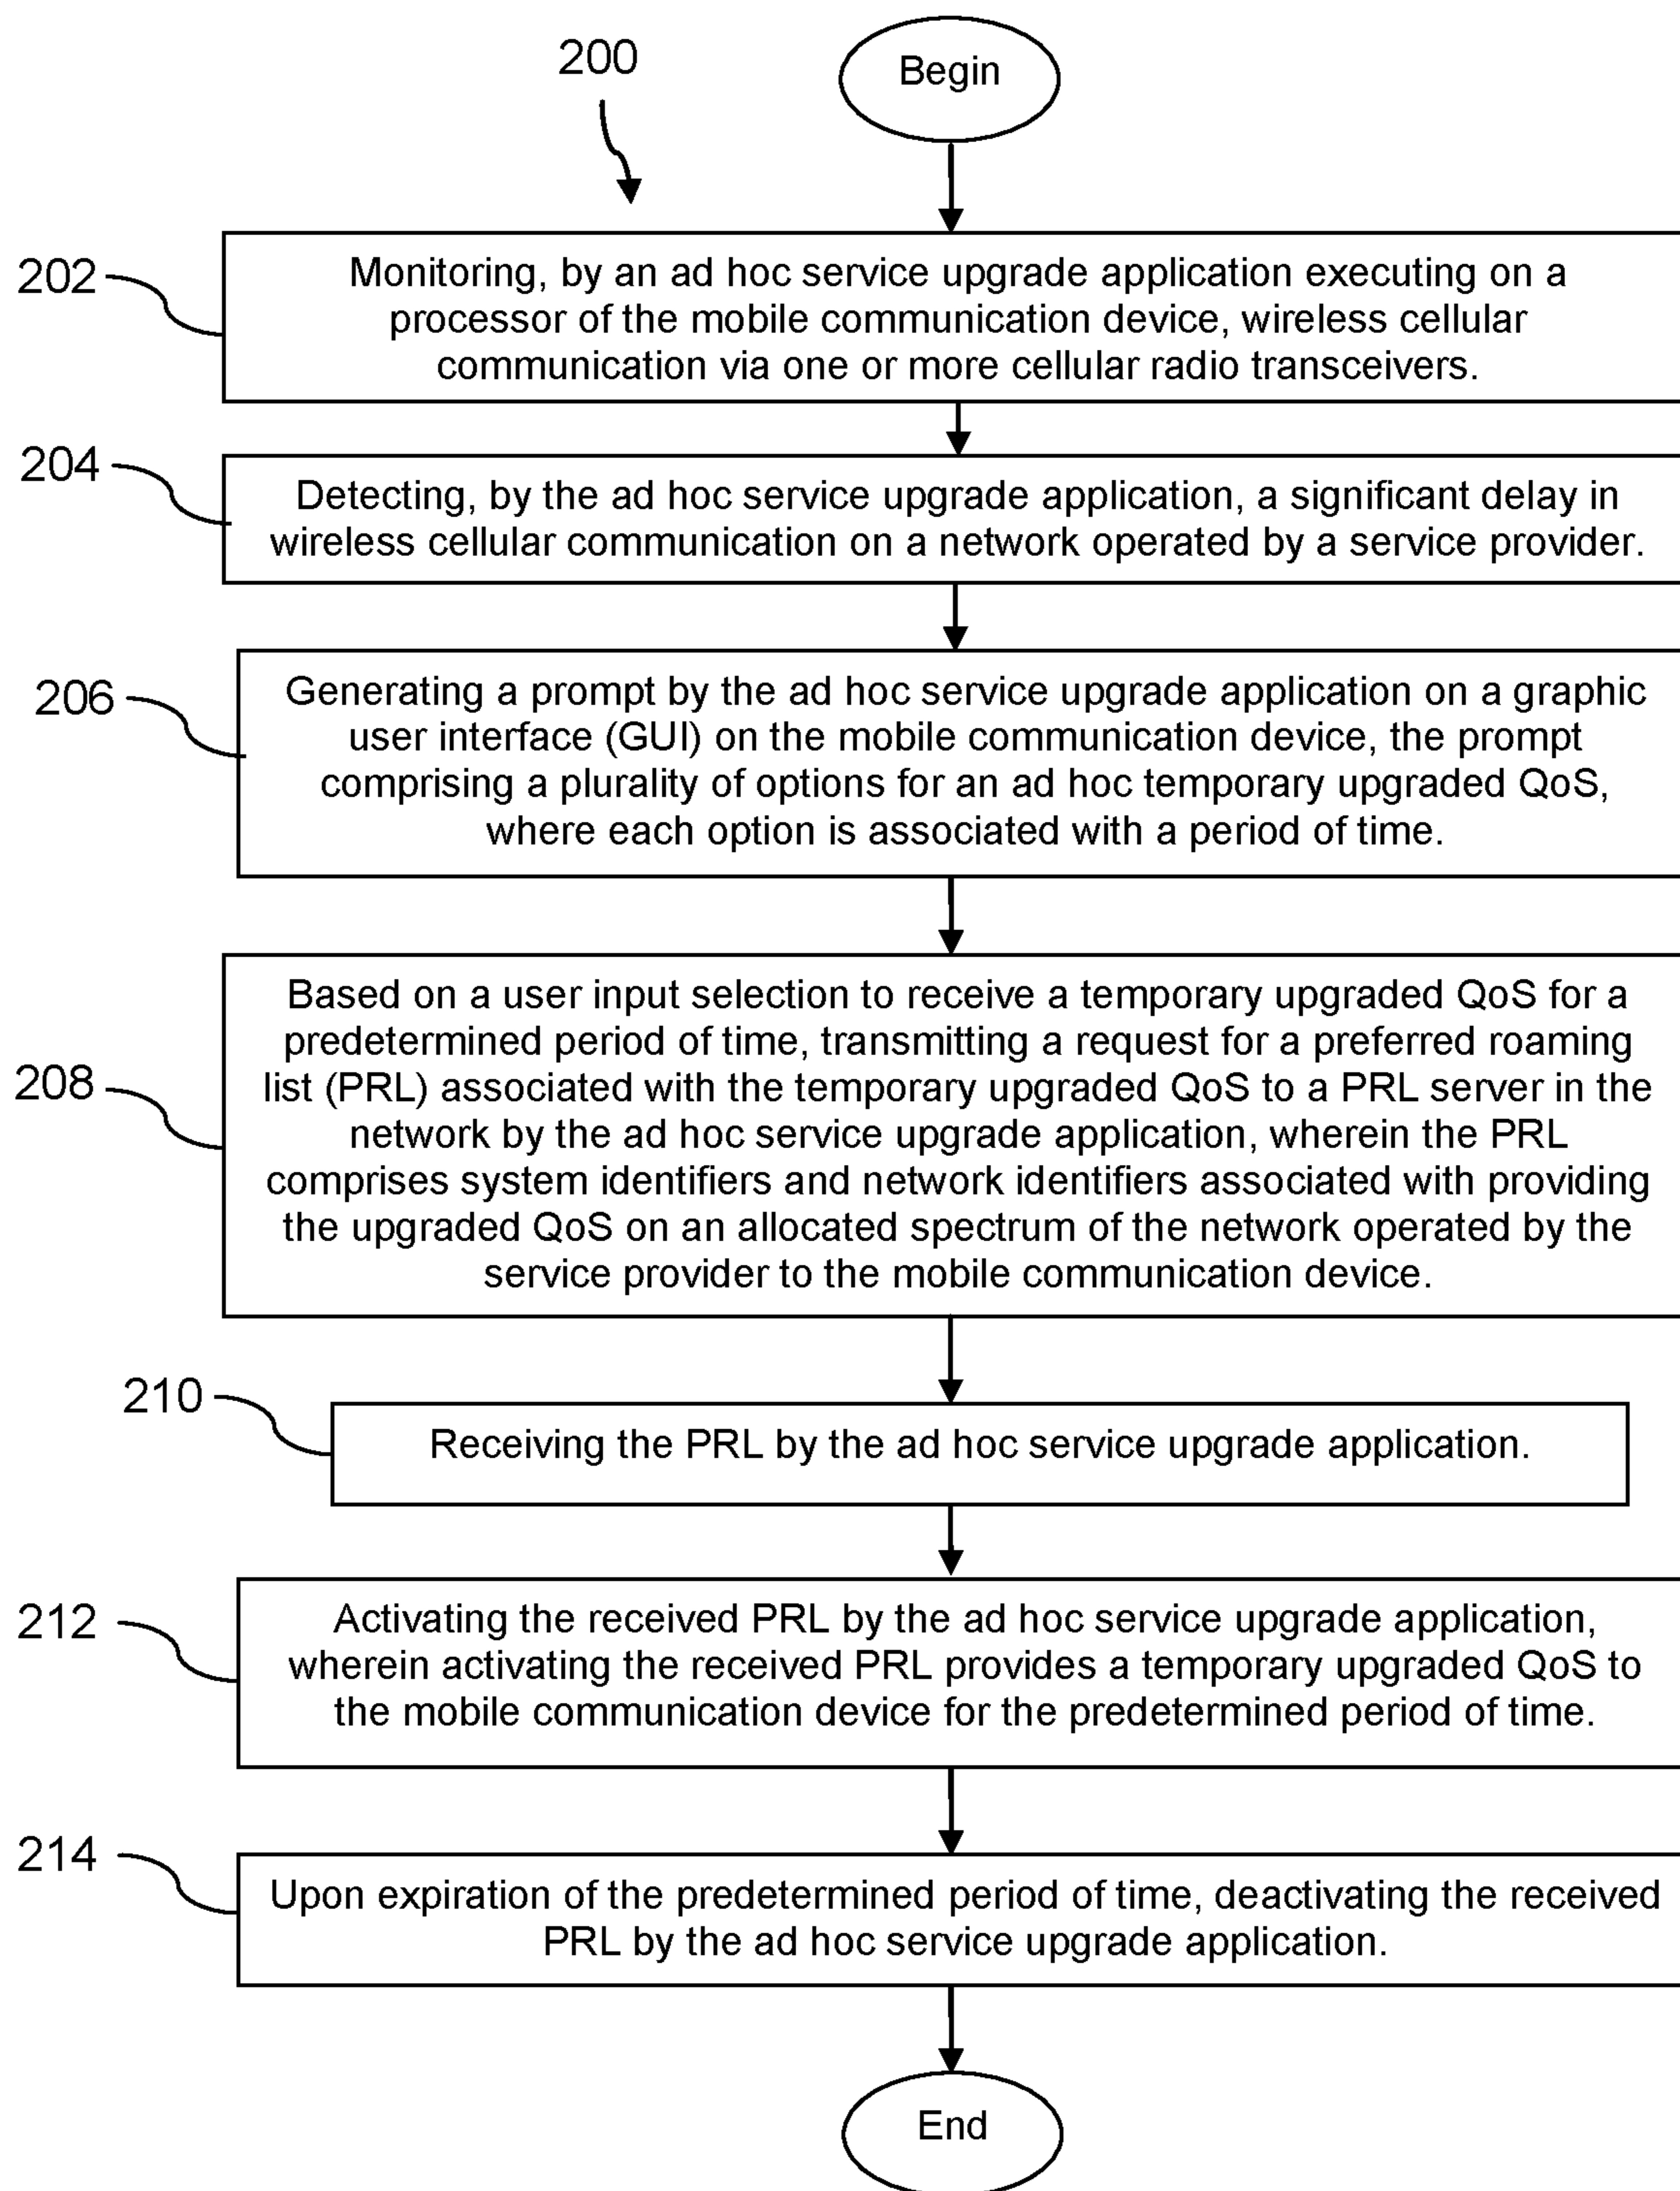 200
Begin
202
Monitoring, by an ad hoc service upgrade application executing on a
processor of the mobile communication device, wireless cellular
communication via one or more cellular radio transceivers.
204
Detecting, by the ad hoc service upgrade application, a significant delay in
wireless cellular communication on a network operated by a service provider.
206
Generating a prompt by the ad hoc service upgrade application on a graphic
user interface (GUI) on the mobile communication device, the prompt
comprising a plurality of options for an ad hoc temporary upgraded QoS,
where each option is associated with a period of time.
208
Based on a user input selection to receive a temporary upgraded QoS for a
predetermined period of time, transmitting a request for a preferred roaming
list (PRL) associated with the temporary upgraded QoS to a PRL server in the
network by the ad hoc service upgrade application, wherein the PRL
comprises system identifiers and network identifiers associated with providing
the upgraded QoS on an allocated spectrum of the network operated by the
service provider to the mobile communication device.
210
Receiving the PRL by the ad hoc service upgrade application.
212
Activating the received PRL by the ad hoc service upgrade application,
wherein activating the received PRL provides a temporary upgraded QoS to
the mobile communication device for the predetermined period of time.
214
Upon expiration of the predetermined period of time, deactivating the received
PRL by the ad hoc service upgrade application.
End